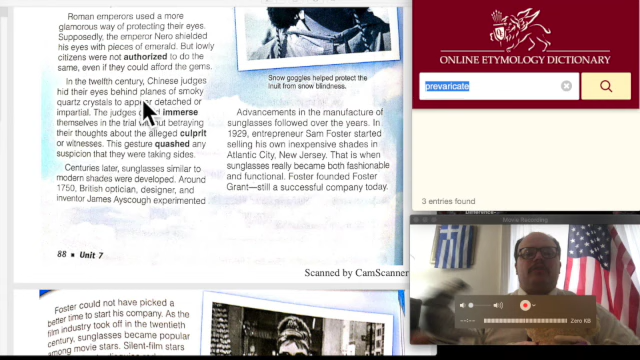 Roman emperors used a more
glamorous way of protecting their eyes.
Supposedly, the emperor Nero shielded
his eyes with pieces of emerald. But lowly
citizens were not authorized to do the
same, even if they could afford the gems.
In the twelfth century, Chinese judges
hid their eyes behind planes of smoky
quartz crystals to appear detached or
impartial. The judges immerse
themselves in the trial without betraying
their thoughts about the alleged culprit
or witnesses. This gesture quashed any
suspicion that they were taking sides.
Centuries later, sunglasses similar to
modern shades were developed. Around
1750, British optician, designer, and
inventor James Ayscough experimented
88 ■ Unit 7
Snow goggles helped protect the
Inuit from snow blindness.
Advancements in the manufacture of
sunglasses followed over the years. In
1929, entrepreneur Sam Foster started
selling his own inexpensive shades in
Atlantic City, New Jersey. That is when
sunglasses really became both fashionable
and functional. Foster founded Foster
Grant—still a successful company today.
Scanned by CamScanner
Foster could not have picked a
better time to start his company. As the
film industry took off in the twentieth
century, sunglasses became popular
among movie stars. Silent-film stars
ONLINE ETYMOLOGY DICTIONARY
prevaricate
3 entries found
Movie Recording
--:--
Zero KB